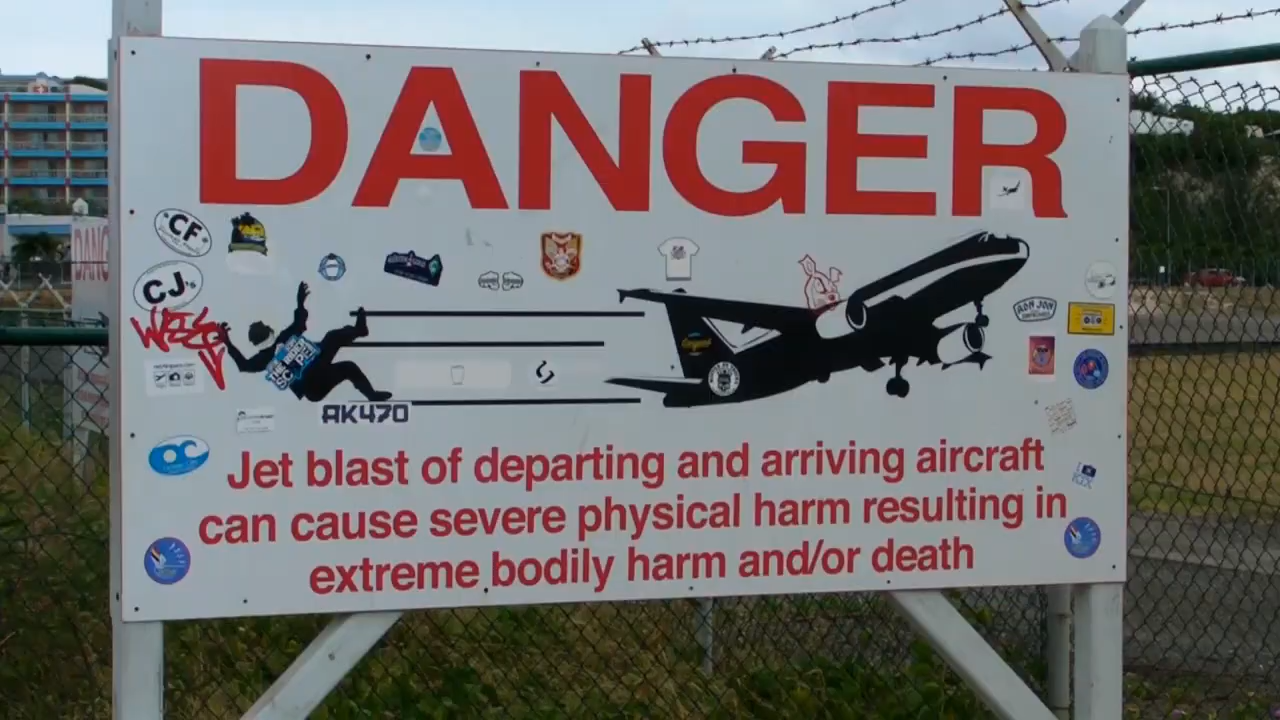 DANGER
DANG
CF
CJ's
AK470
Jet blast of departing and arriving aircraft
can cause severe physical harm resulting in
extreme bodily harm and/or death